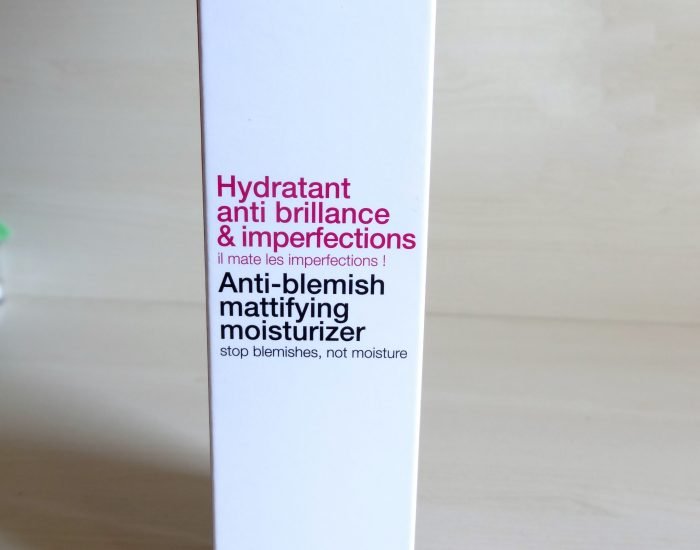 Hydratant
anti brillance
& imperfections
il mate les imperfections !
Anti-blemish
mattifying
moisturizer
stop blemishes, not moisture